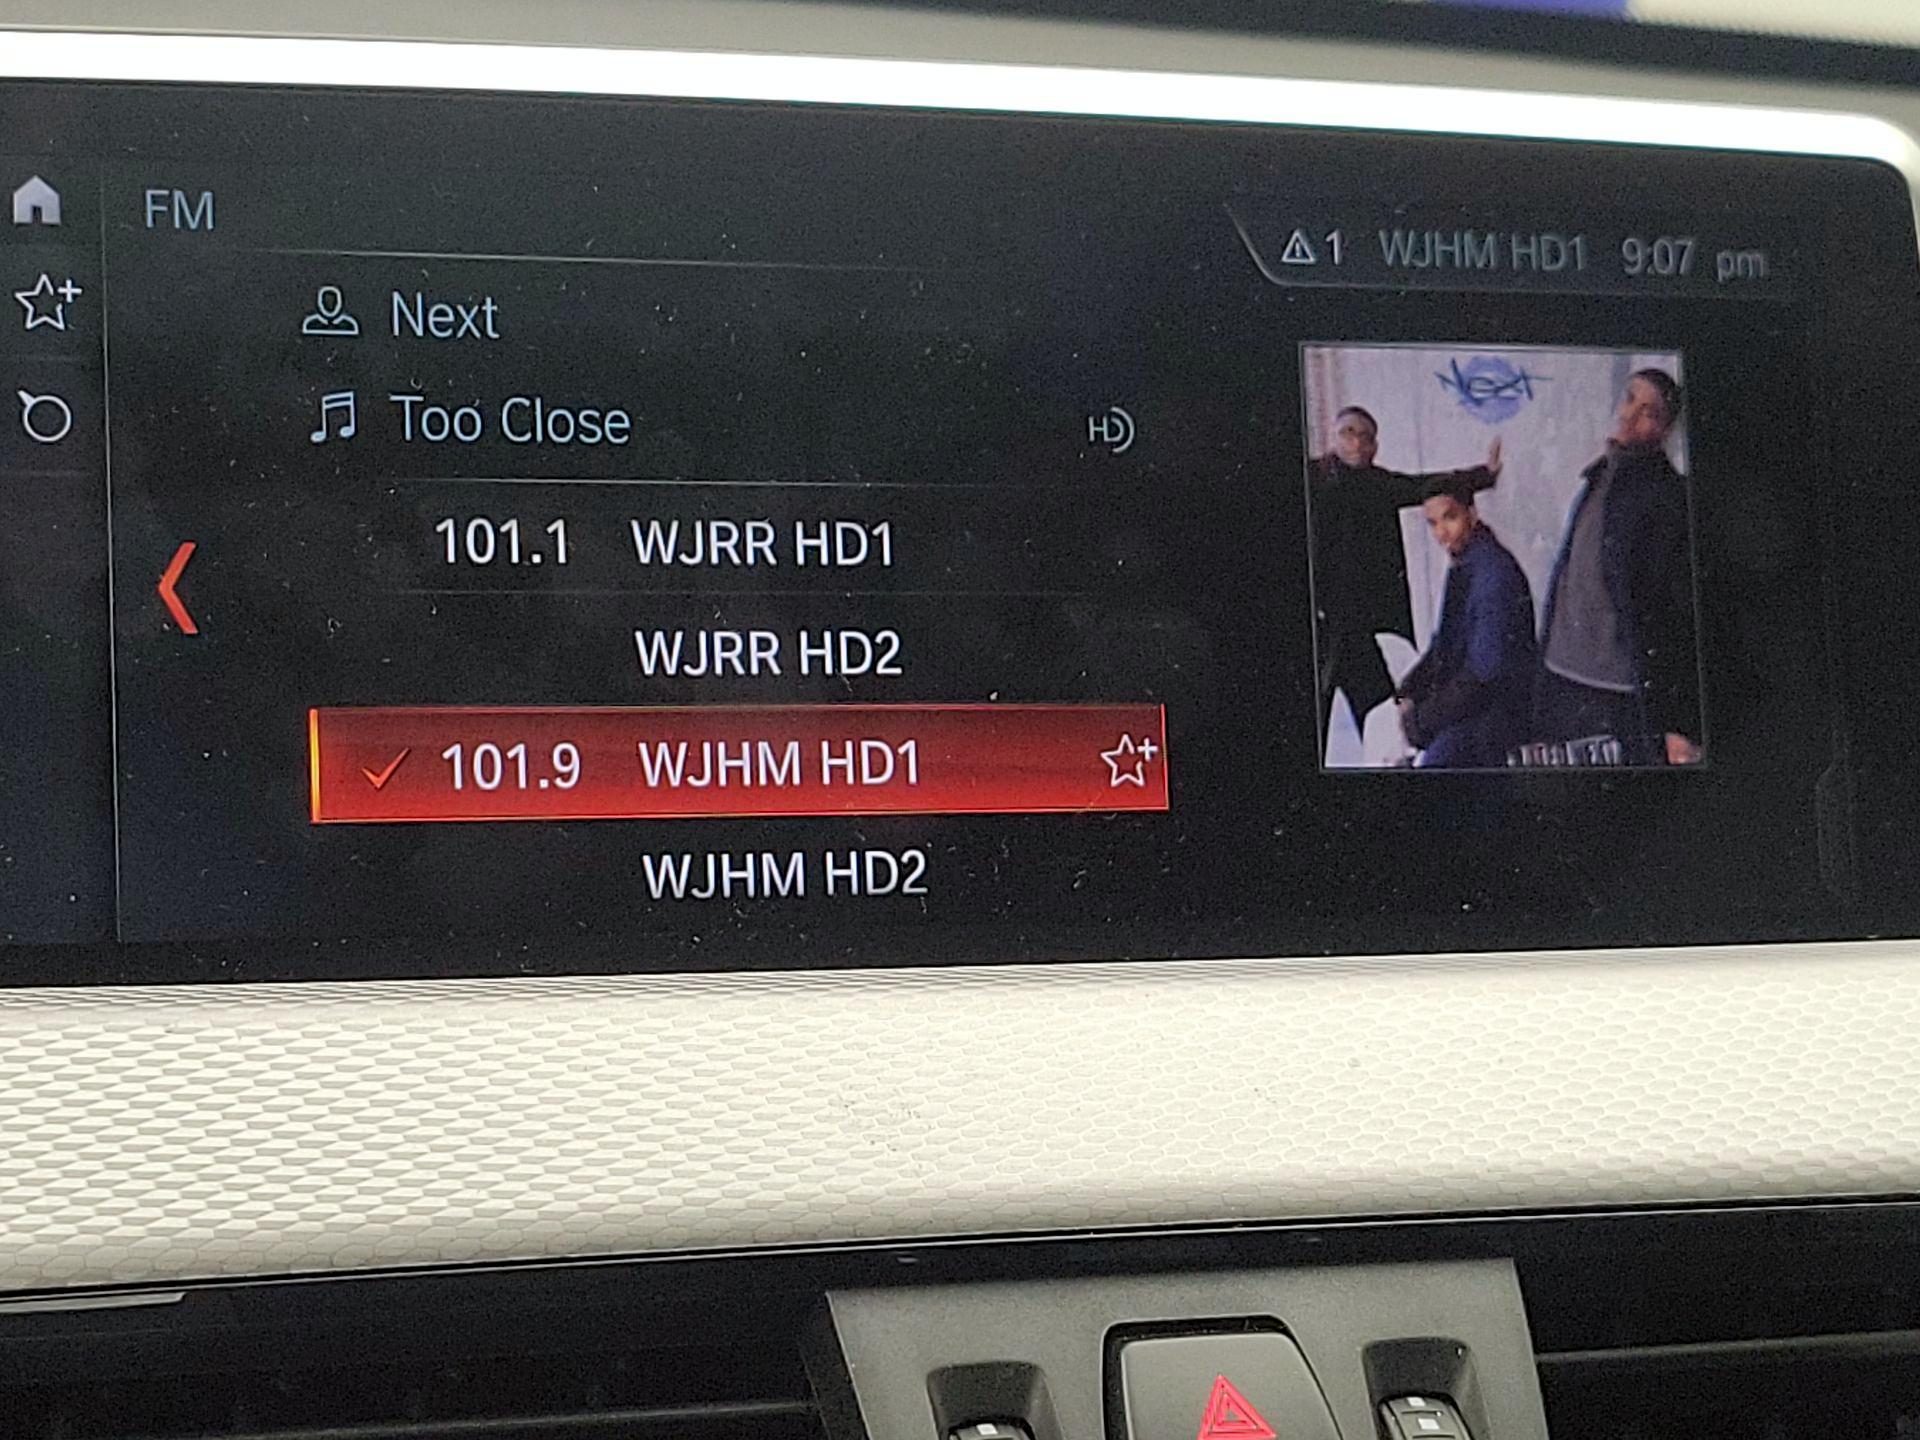 FM
1 WJHM HD1 9:07 pm
Next
Too Close
HD
Next
101.1 WJRR HD1
WJRR HD2
101.9 WJHM HD1
WJHM HD2